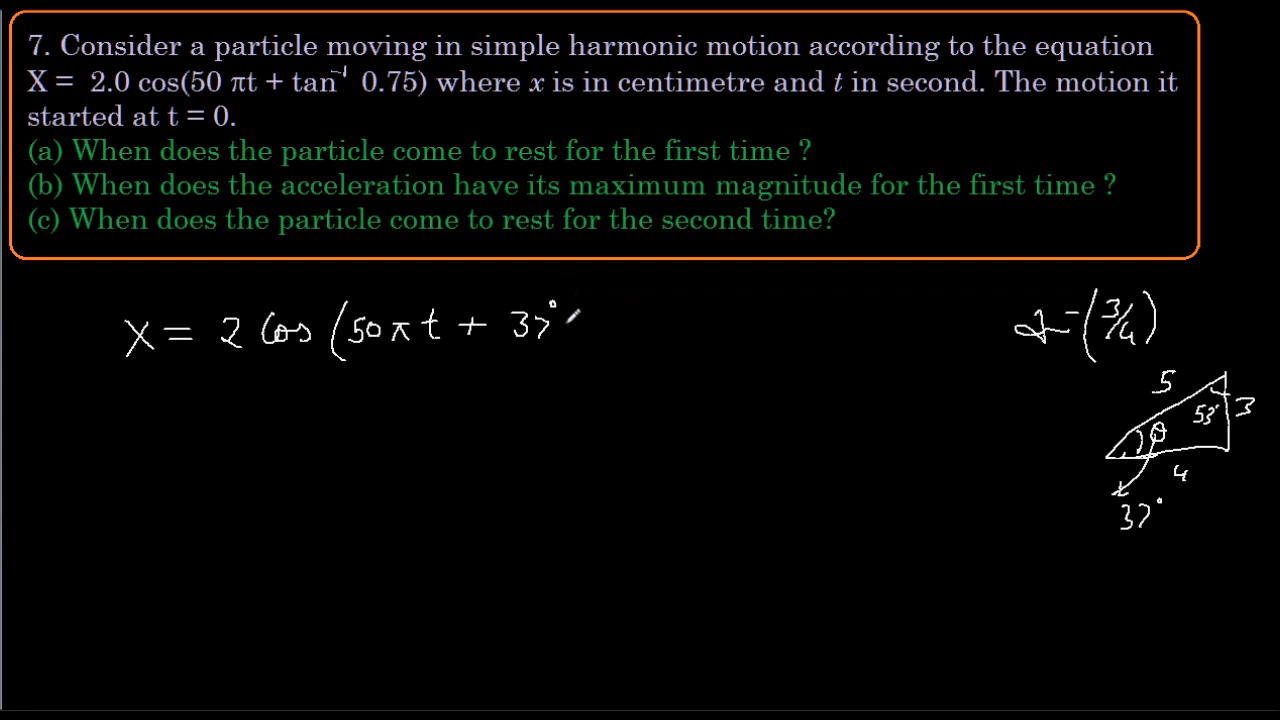 7. Consider a particle moving in simple harmonic motion according to the equation
X = 2.0 cos(50 πt + tan⁻¹ 0.75) where x is in centimetre and t in second. The motion it
started at t = 0.
(a) When does the particle come to rest for the first time ?
(b) When does the acceleration have its maximum magnitude for the first time ?
(c) When does the particle come to rest for the second time?
X = 2 Cos (50 π t + 37°
(3/4)
5
53°
3
θ
4
37°